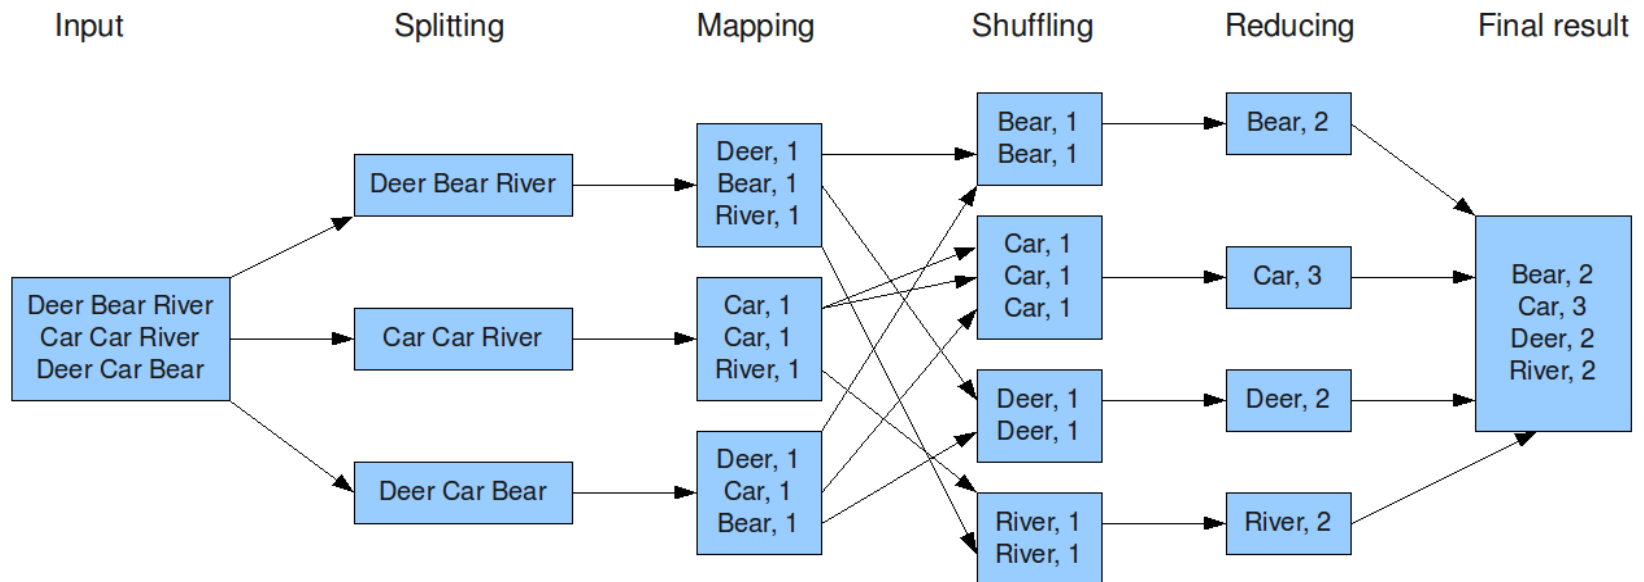 Input
Splitting
Mapping
Shuffling
Reducing
Final result
Deer Bear River
Car Car River
Deer Car Bear
Deer Bear River
Car Car River
Deer Car Bear
Deer, 1
Bear, 1
River, 1
Car, 1
Car, 1
River, 1
Deer, 1
Car, 1
Bear, 1
Bear, 1
Bear, 1
Car, 1
Car, 1
Car, 1
Deer, 1
Deer, 1
River, 1
River, 1
Bear, 2
Car, 3
Deer, 2
River, 2
Bear, 2
Car, 3
Deer, 2
River, 2